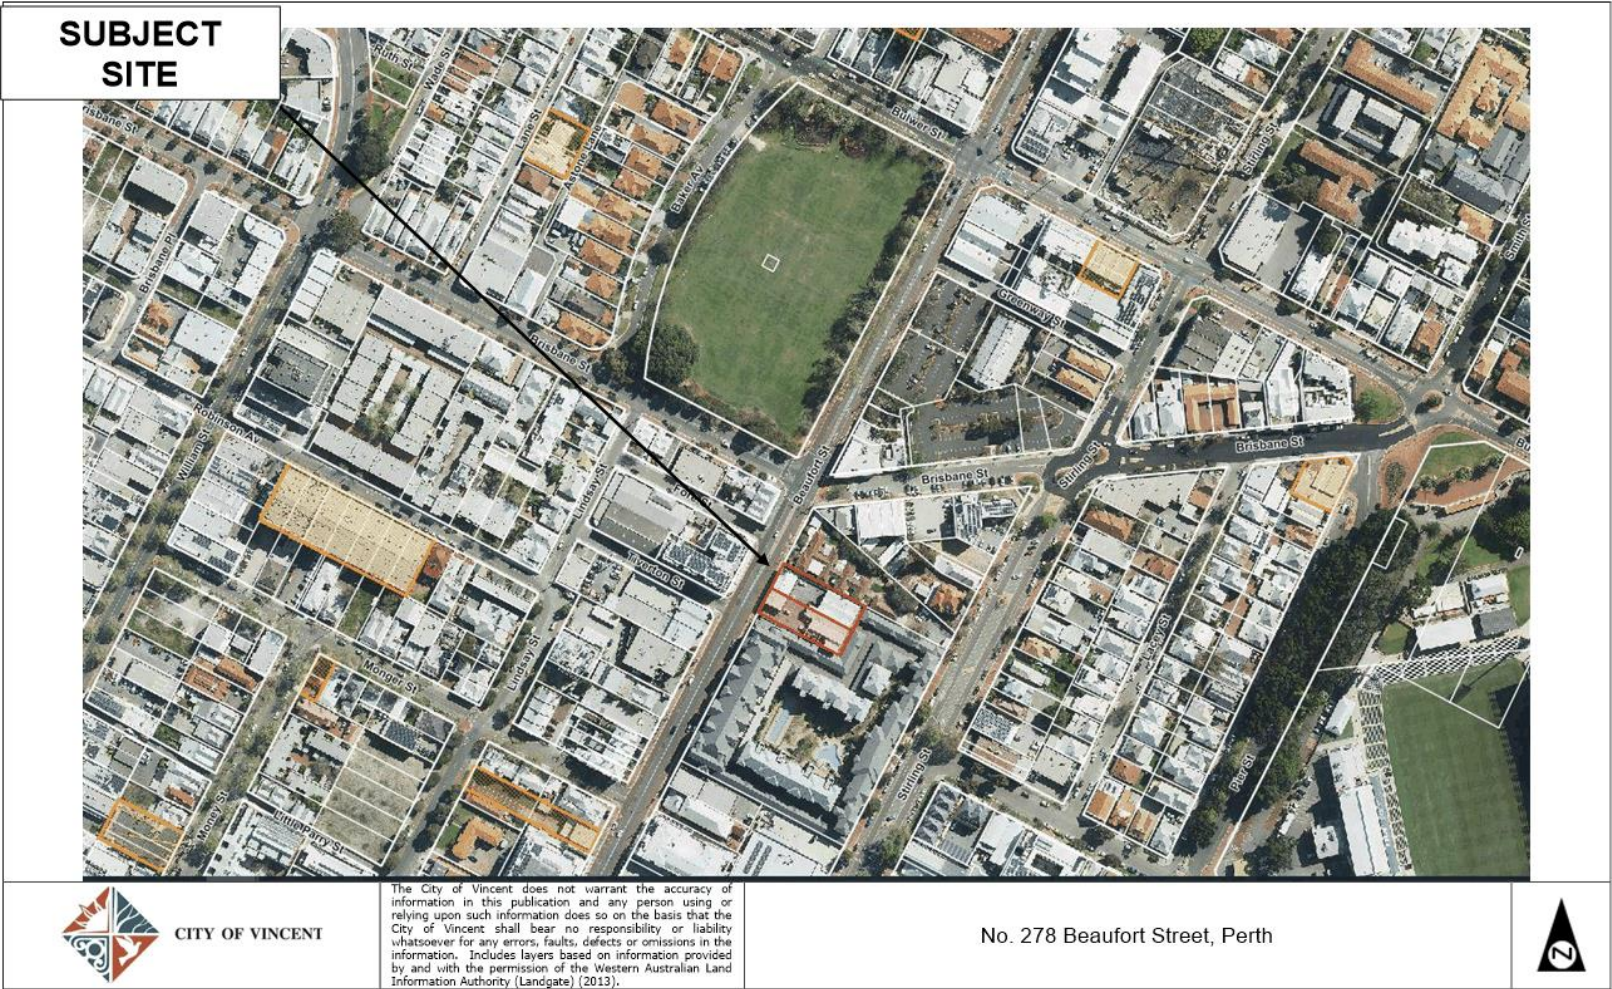 SUBJECT
SITE
Ruth St
Wade St
Lane St
Brisbane St
Bulwer St
Stirling St
Baker Av
Smith St
Brisbane Pl
Greenway St
Brisbane St
Robinson Av
William St
Beaufort St
Brisbane St
Stirling St
Brisbane St
Lindsay St
Monger St
Lindsay St
Stirling St
Pier St
Money St
Little Parry St
CITY OF VINCENT
The City of Vincent does not warrant the accuracy of
information in this publication and any person using or
relying upon such information does so on the basis that the
City of Vincent shall bear no responsibility or liability
whatsoever for any errors, faults, defects or omissions in the
information. Includes layers based on information provided
by and with the permission of the Western Australian Land
Information Authority (Landgate) (2013).
No. 278 Beaufort Street, Perth
N